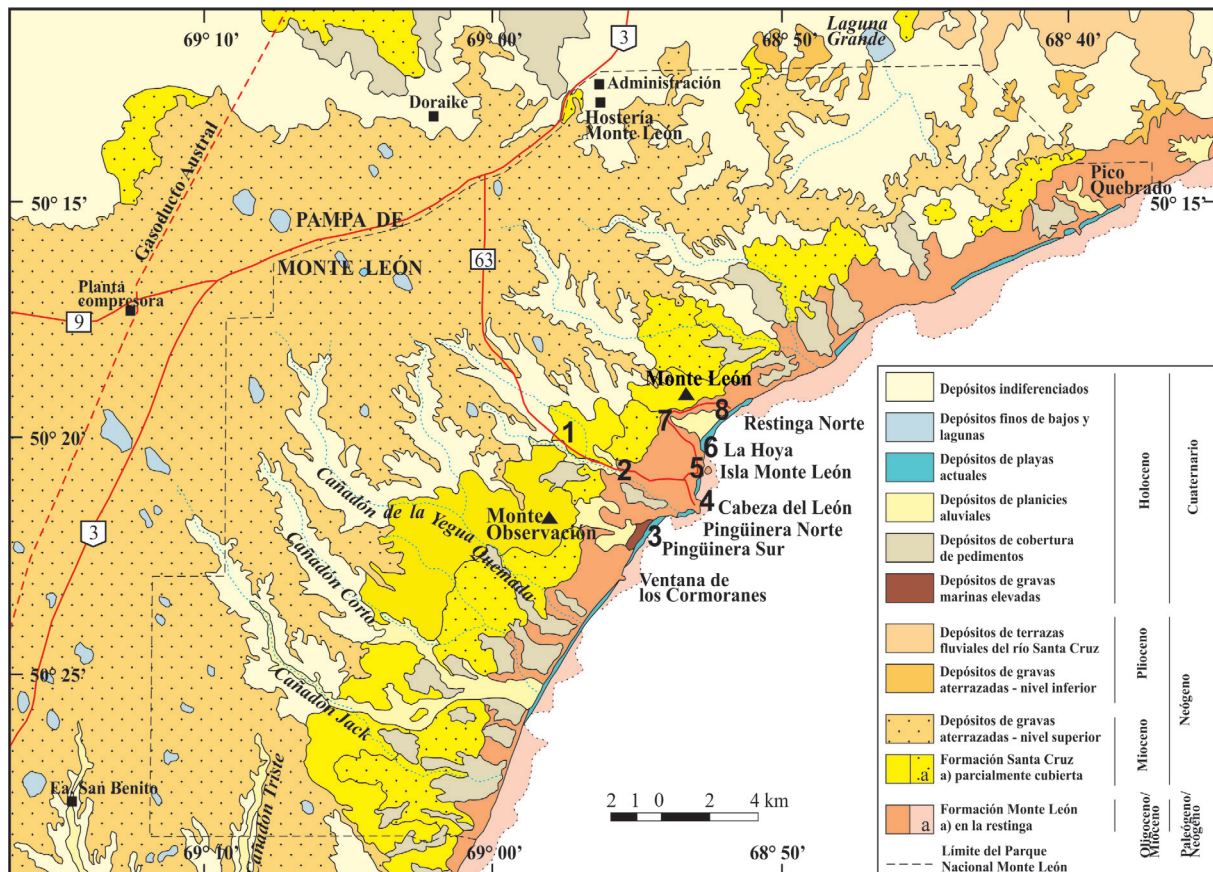 69° 10'
69° 00'
3
Laguna
Grande
68° 50'
68° 40'
Administración
Doraike
Hostería
Monte León
Gasoducto Austral
Pico
Quebrado
50° 15'
50° 15'
PAMPA DE
MONTE LEÓN
63
Planta
compresora
9
Monte León
7
8
Restinga Norte
50° 20'
1
6
La Hoya
2
5
Isla Monte León
4
Cabeza del León
Cañadón de la Yegua Quemada
Monte
Observación
Pingüinera Norte
3
Pingüinera Sur
3
Cañadón Corto
Ventana de
los Cormoranes
50° 25'
Cañadón Jack
Ea. San Benito
Cañadón Triste
2 1 0 2 4 km
69° 10'
69° 00'
68° 50'
Depósitos indiferenciados
Depósitos finos de bajos y
lagunas
Depósitos de playas
actuales
Depósitos de planicies
aluviales
Depósitos de cobertura
de pedimentos
Depósitos de gravas
marinas elevadas
Holoceno
Cuaternario
Depósitos de terrazas
fluviales del río Santa Cruz
Depósitos de gravas
aterrazadas - nivel inferior
Plioceno
Depósitos de gravas
aterrazadas - nivel superior
a
Formación Santa Cruz
a) parcialmente cubierta
Mioceno
Neógeno
a
Formación Monte León
a) en la restinga
Oligoceno/
Mioceno
Paleógeno/
Neógeno
Límite del Parque
Nacional Monte León